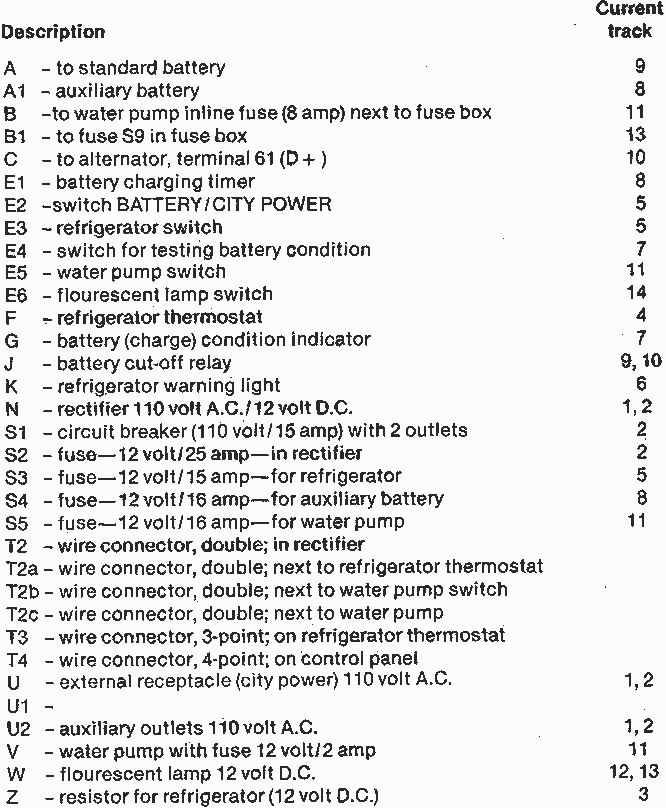 Current
Description track
A – to standard battery 9
A1 – auxiliary battery 8
B –to water pump inline fuse (8 amp) next to fuse box 11
B1 – to fuse S9 in fuse box 13
C – to alternator, terminal 61 (D+) 10
E1 – battery charging timer 8
E2 –switch BATTERY/CITY POWER 5
E3 – refrigerator switch 5
E4 – switch for testing battery condition 7
E5 – water pump switch 11
E6 – flourescent lamp switch 14
F – refrigerator thermostat 4
G – battery (charge) condition indicator 7
J – battery cut-off relay 9, 10
K – refrigerator warning light 6
N – rectifier 110 volt A.C./12 volt D.C. 1, 2
S1 – circuit breaker (110 volt/15 amp) with 2 outlets 2
S2 – fuse—12 volt/25 amp—in rectifier 2
S3 – fuse—12 volt/15 amp—for refrigerator 5
S4 – fuse—12 volt/16 amp—for auxiliary battery 8
S5 – fuse—12 volt/16 amp—for water pump 11
T2 – wire connector, double; in rectifier
T2a – wire connector, double; next to refrigerator thermostat
T2b – wire connector, double; next to water pump switch
T2c – wire connector, double; next to water pump
T3 – wire connector, 3-point; on refrigerator thermostat
T4 – wire connector, 4-point; on control panel
U – external receptacle (city power) 110 volt A.C. 1, 2
U1 –
U2 – auxiliary outlets 110 volt A.C. 1, 2
V – water pump with fuse 12 volt/2 amp 11
W – flourescent lamp 12 volt D.C. 12, 13
Z – resistor for refrigerator (12 volt D.C.) 3